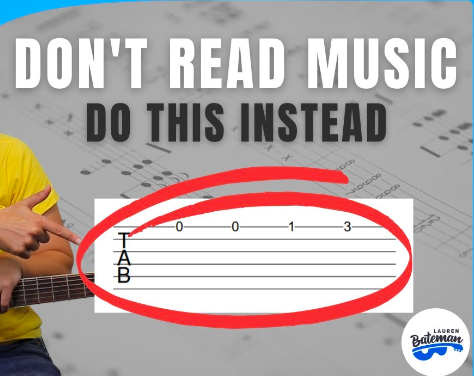 DON'T READ MUSIC
DO THIS INSTEAD
0 0 1 3
T
A
B
LAUREN
Bateman